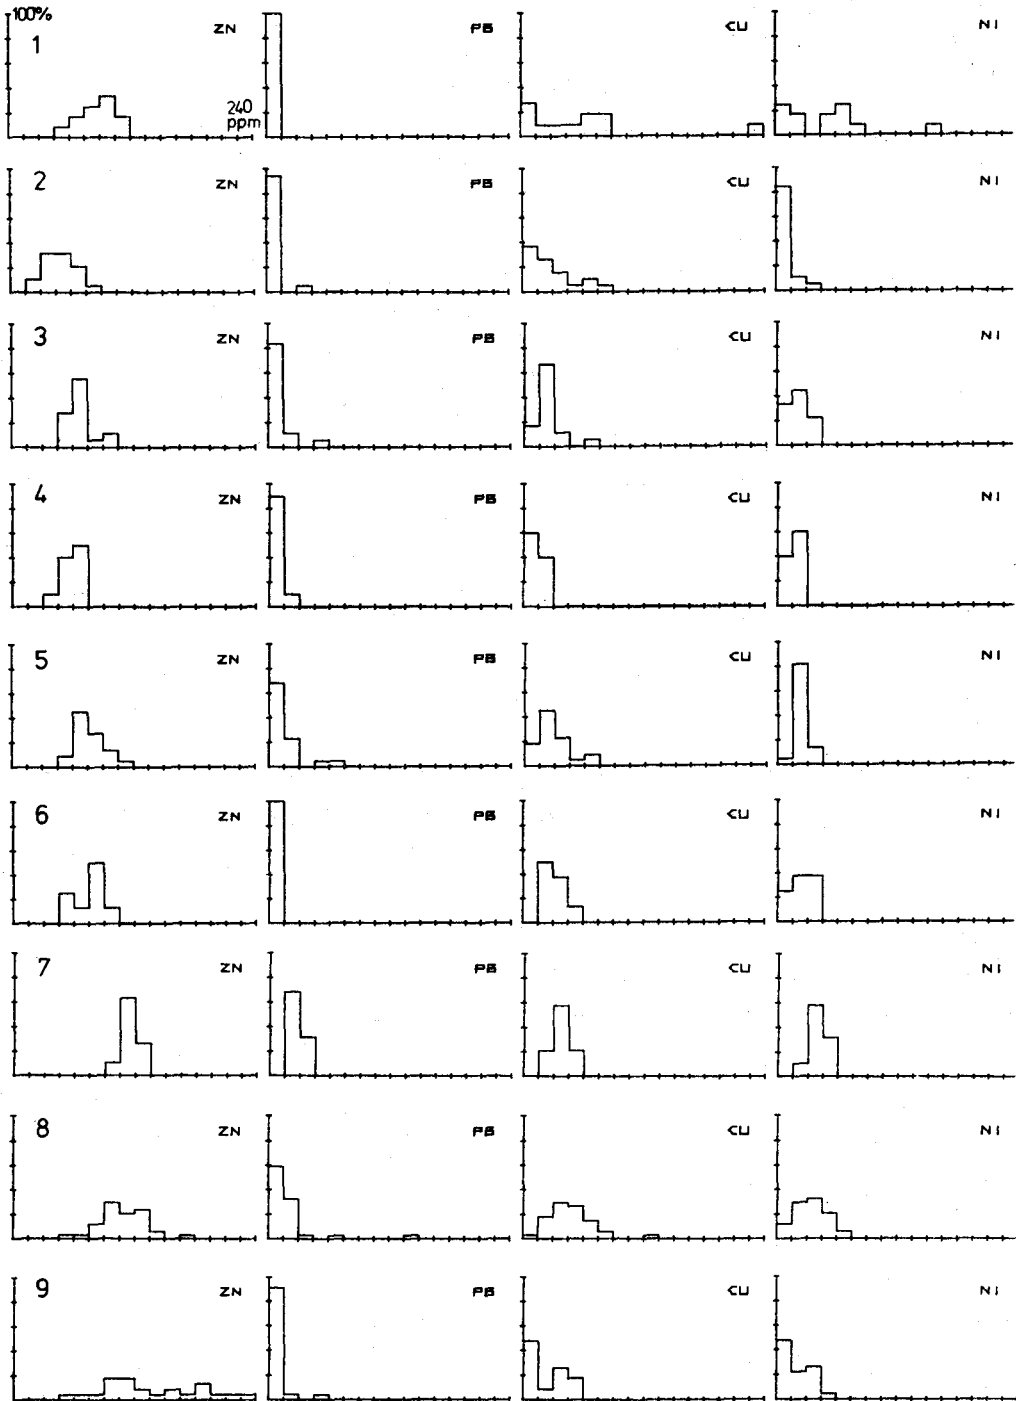 100%
1 ZN PB CU NI
240
ppm
2 ZN PB CU NI
3 ZN PB CU NI
4 ZN PB CU NI
5 ZN PB CU NI
6 ZN PB CU NI
7 ZN PB CU NI
8 ZN PB CU NI
9 ZN PB CU NI